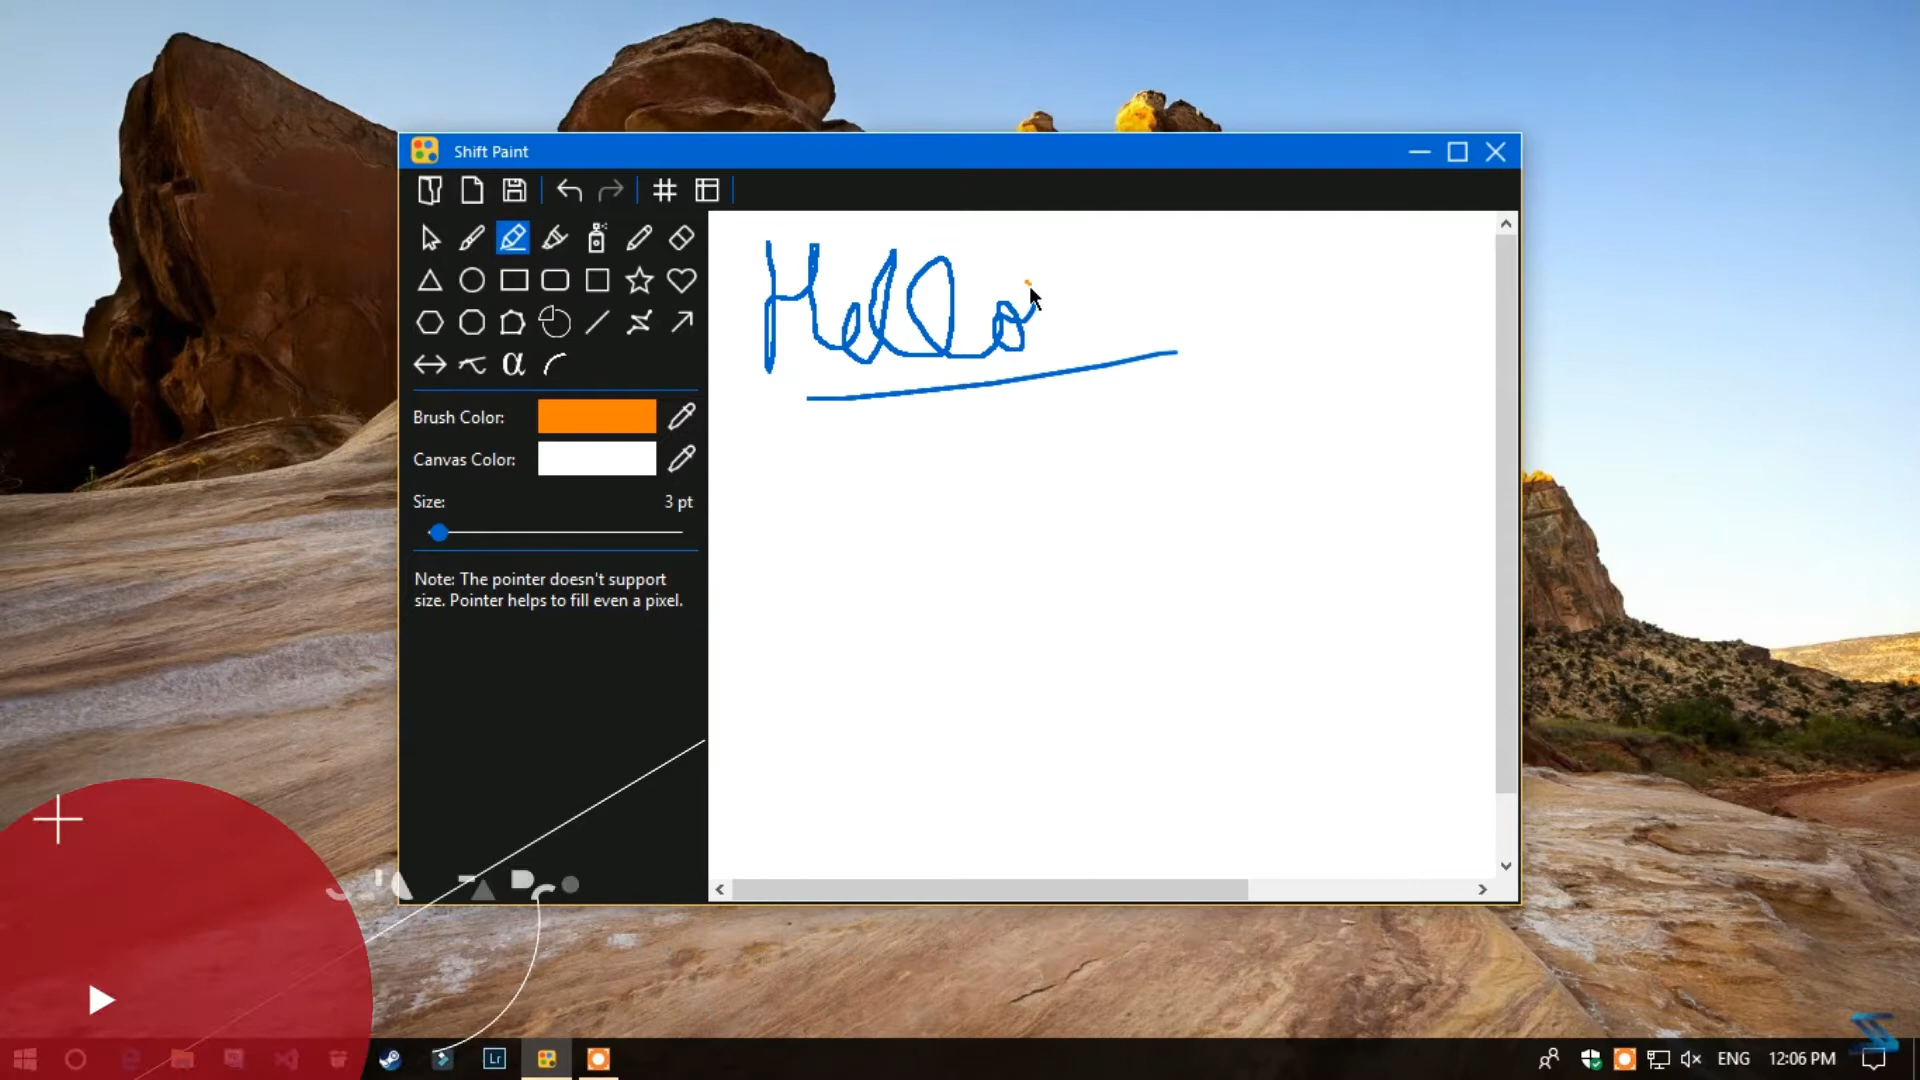 Shift Paint
Hello
α
Brush Color:
Canvas Color:
Size: 3 pt
Note: The pointer doesn't support
size. Pointer helps to fill even a pixel.
Lr
ENG 12:06 PM